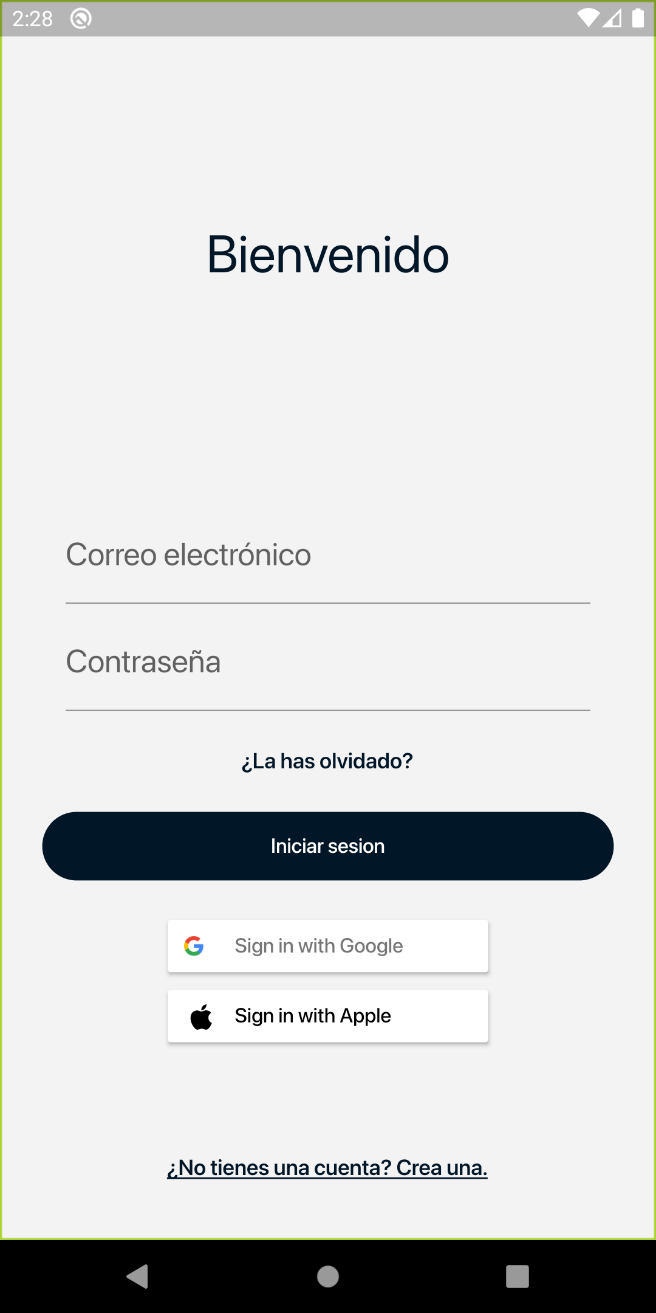 2:28
Bienvenido
Correo electrónico
Contraseña
¿La has olvidado?
Iniciar sesion
Sign in with Google
Sign in with Apple
¿No tienes una cuenta? Crea una.